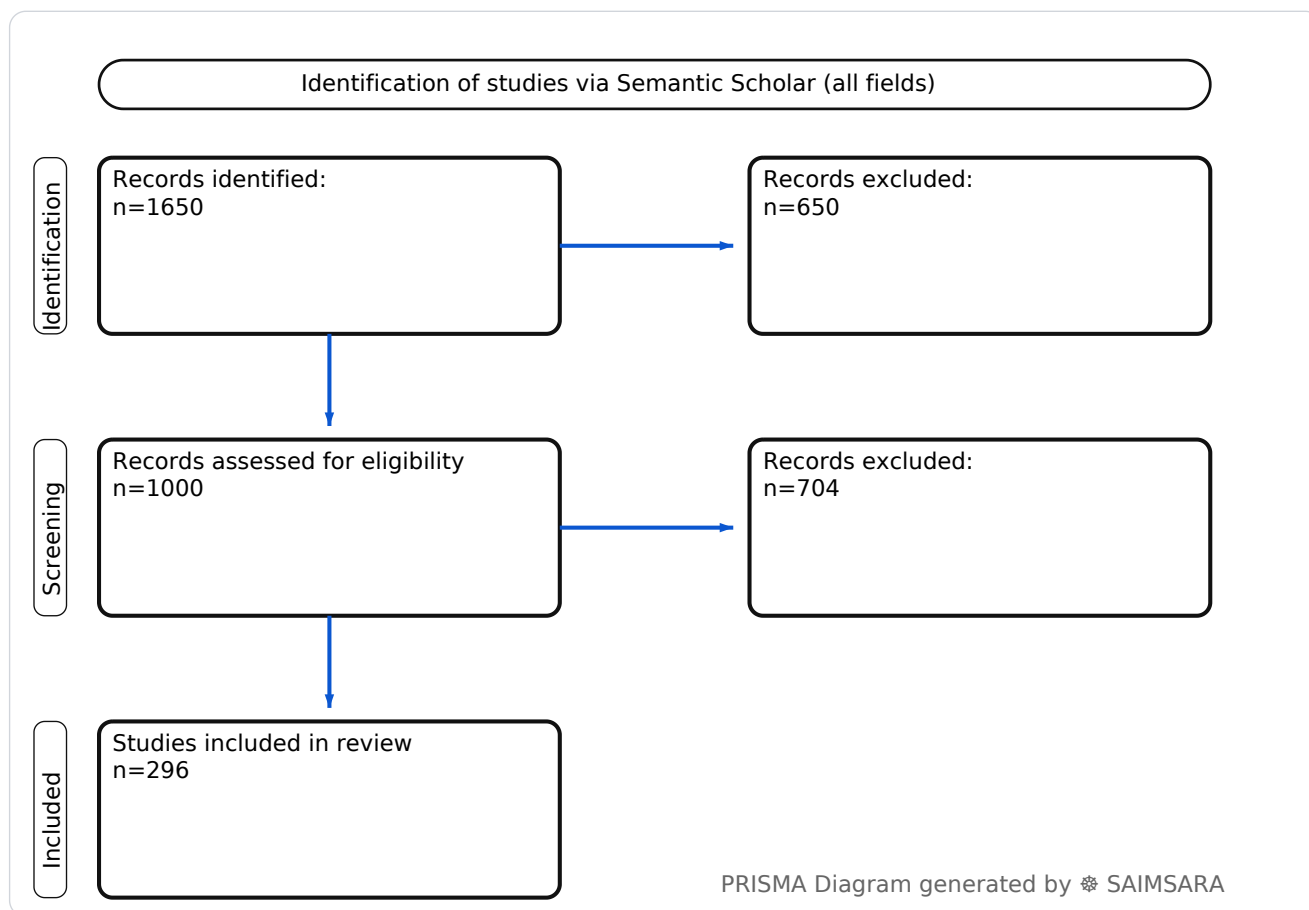 Identification of studies via Semantic Scholar (all fields)
Identification
Records identified:
n=1650
Records excluded:
n=650
Screening
Records assessed for eligibility
n=1000
Records excluded:
n=704
Included
Studies included in review
n=296
PRISMA Diagram generated by ☸ SAIMSARA